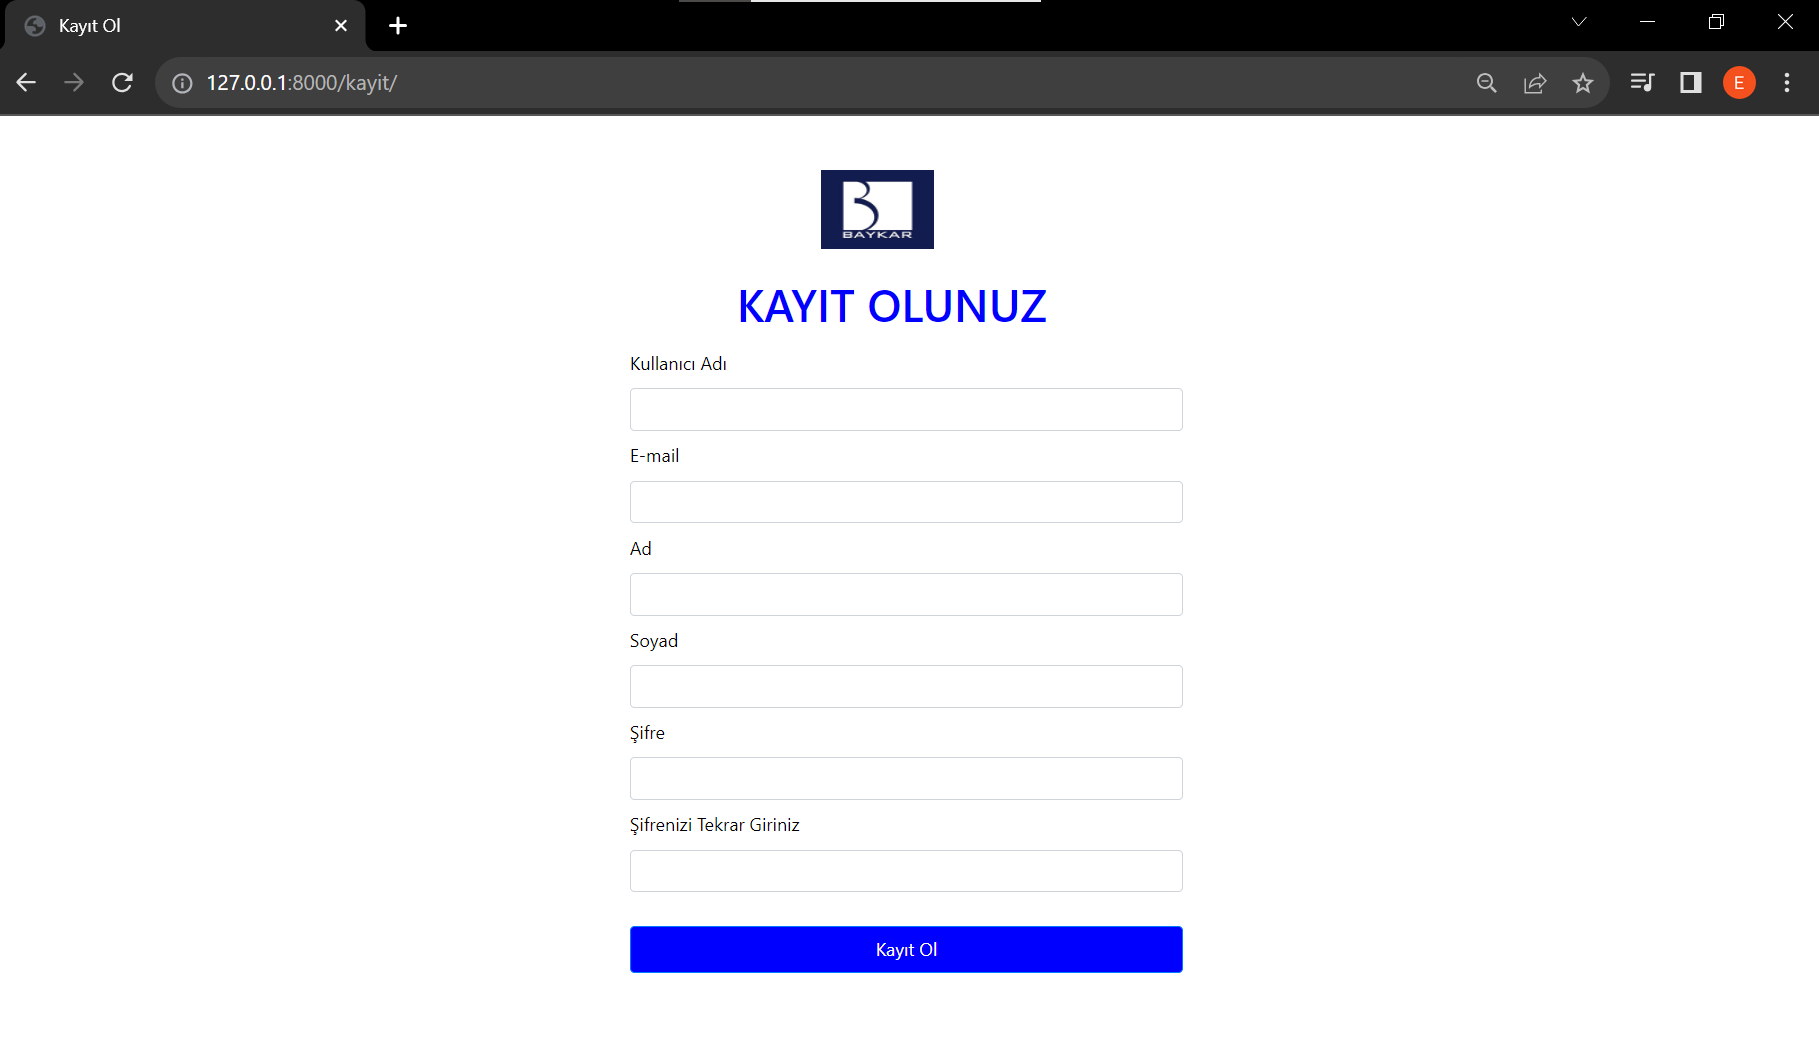 Kayıt Ol
127.0.0.1:8000/kayit/
E
BAYKAR
KAYIT OLUNUZ
Kullanıcı Adı
E-mail
Ad
Soyad
Şifre
Şifrenizi Tekrar Giriniz
Kayıt Ol